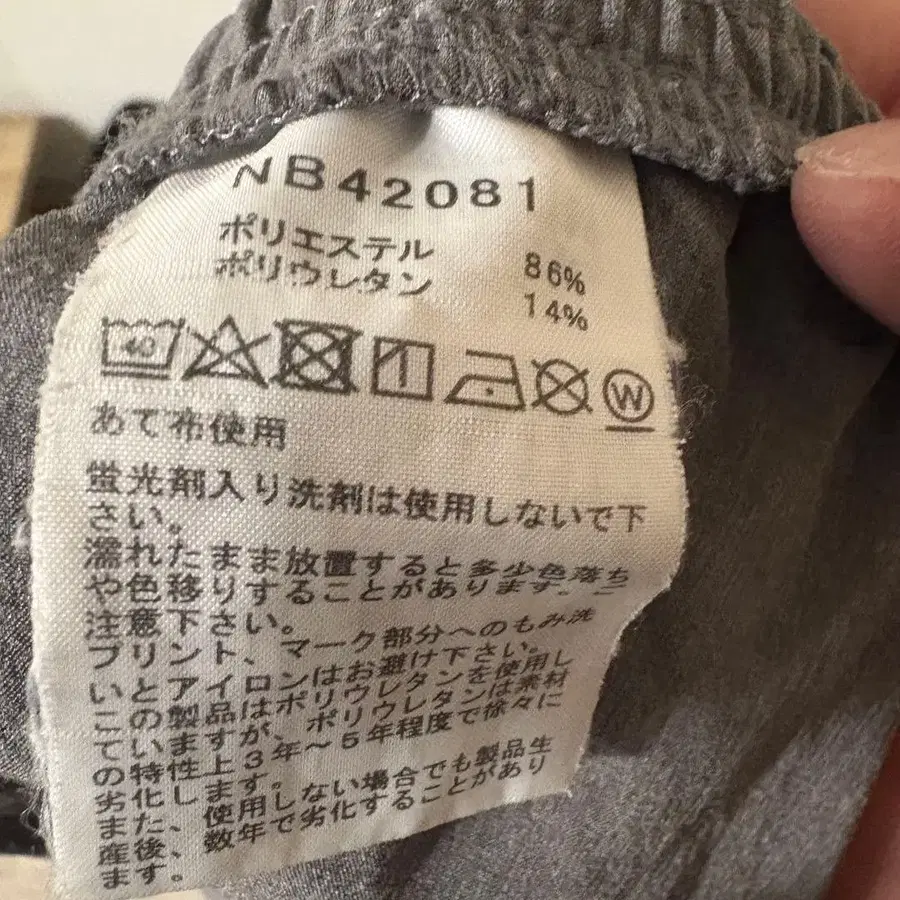 NB42081
ポリエステル 86%
ポリウレタン 14%
40
W
あて布使用
蛍光剤入り洗剤は使用しないで下
さい。
濡れたまま放置すると多少色落ち
や色移りすることがあります。ご
注意下さい。
プリント、マーク部分へのもみ洗
いとアイロンはお避け下さい。
この製品はポリウレタンを使用し
ていますが、ポリウレタンは素材
の特性上3年～5年程度で徐々に
劣化します。
また、使用しない場合でも製品生
産後、数年で劣化することがあり
ます。